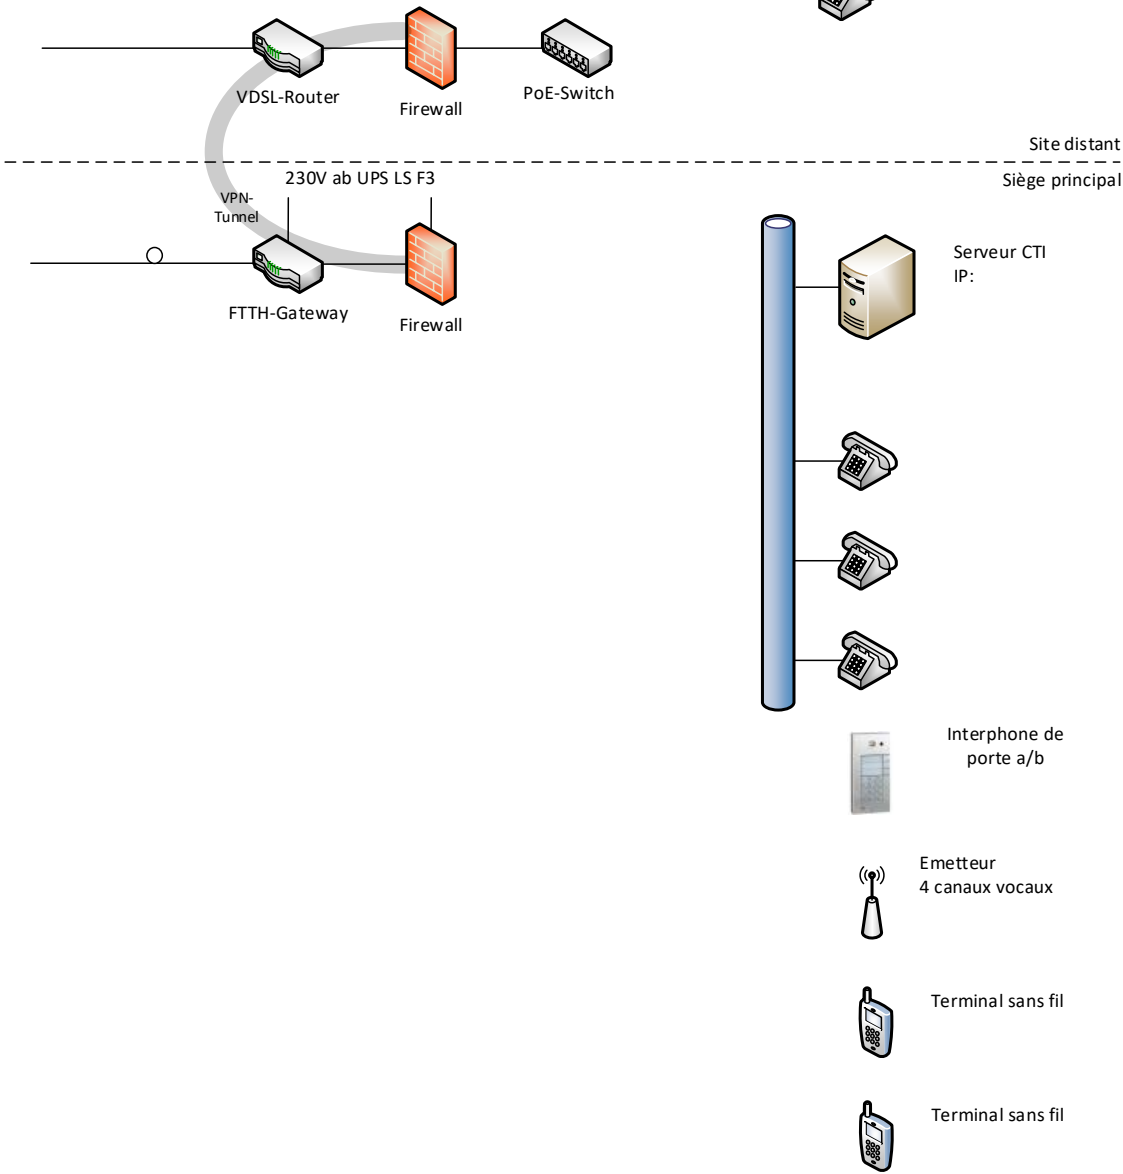 VDSL-Router
Firewall
PoE-Switch
Site distant
Siège principal
230V ab UPS LS F3
VPN-
Tunnel
FTTH-Gateway
Firewall
Serveur CTI
IP:
Interphone de
porte a/b
Emetteur
4 canaux vocaux
Terminal sans fil
Terminal sans fil